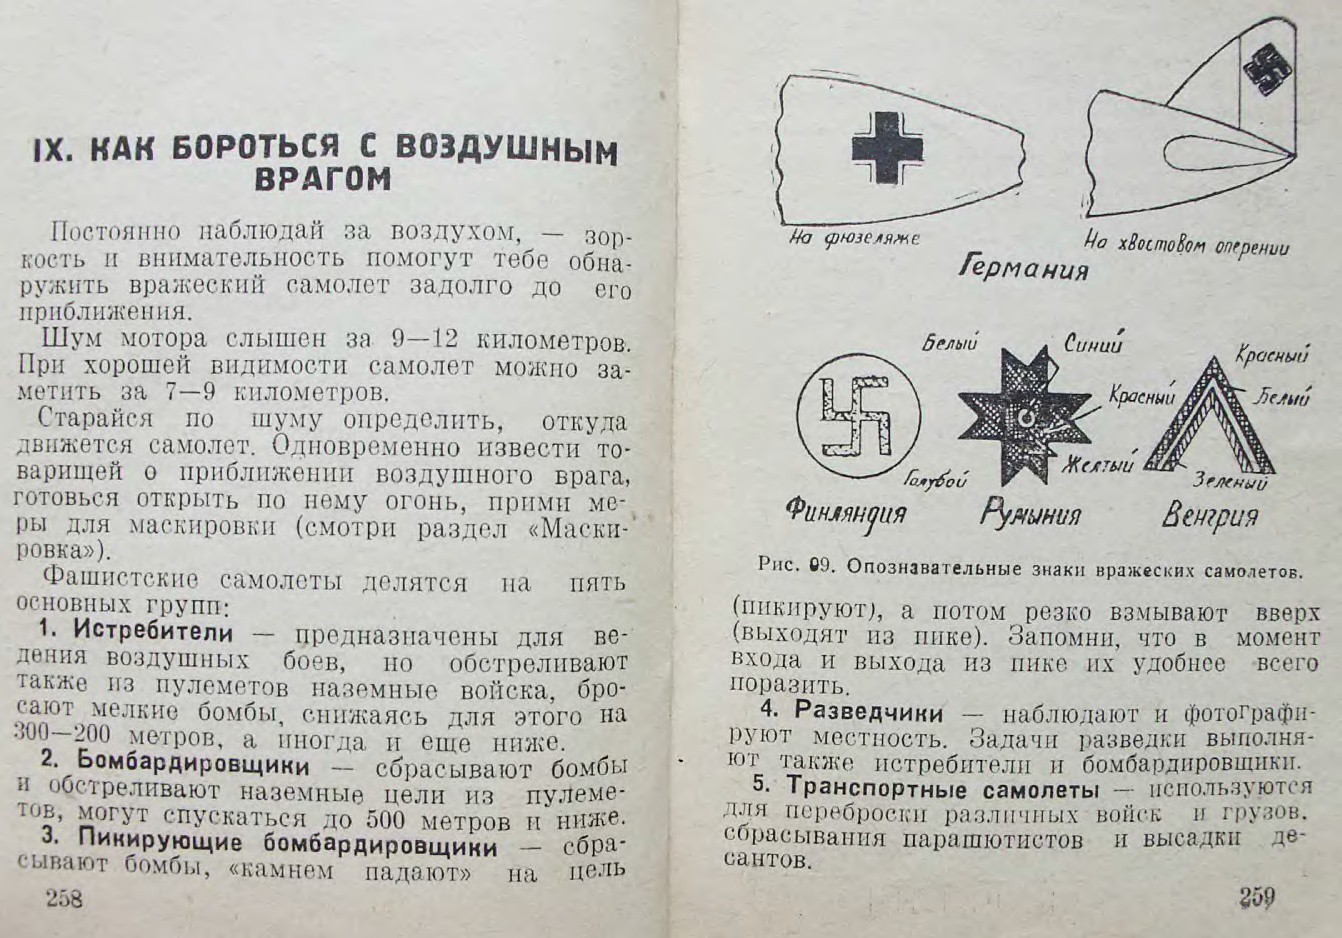 IX. КАК БОРОТЬСЯ С ВОЗДУШНЫМ
ВРАГОМ
Постоянно наблюдай за воздухом, — зор-
кость и внимательность помогут тебе обна-
ружить вражеский самолет задолго до его
приближения.
Шум мотора слышен за 9—12 километров.
При хорошей видимости самолет можно за-
метить за 7—9 километров.
Старайся по шуму определить, откуда
движется самолет. Одновременно извести то-
варищей о приближении воздушного врага,
готовься открыть по нему огонь, прими ме-
ры для маскировки (смотри раздел «Маски-
ровка»).
Фашистские самолеты делятся на пять
основных групп:
1. Истребители — предназначены для ве-
дения воздушных боев, но обстреливают
также из пулеметов наземные войска, бро-
сают мелкие бомбы, снижаясь для этого на
300—200 метров, а иногда и еще ниже.
2. Бомбардировщики — сбрасывают бомбы
и обстреливают наземные цели из пулеме-
тов, могут спускаться до 500 метров и ниже.
3. Пикирующие бомбардировщики — сбра-
сывают бомбы, «камнем падают» на цель
258
На фюзеляже
На хвостовом оперении
Германия
Белый
Синий
Красный
Красный
Белый
Желтый
Голубой
Зеленый
Финляндия
Румыния
Венгрия
Рис. 99. Опознавательные знаки вражеских самолетов.
(пикируют), а потом резко взмывают вверх
(выходят из пике). Запомни, что в момент
входа и выхода из пике их удобнее всего
поразить.
4. Разведчики — наблюдают и фотографи-
руют местность. Задачи разведки выполня-
ют также истребители и бомбардировщики.
5. Транспортные самолеты — используются
для переброски различных войск и грузов,
сбрасывания парашютистов и высадки де-
сантов.
259